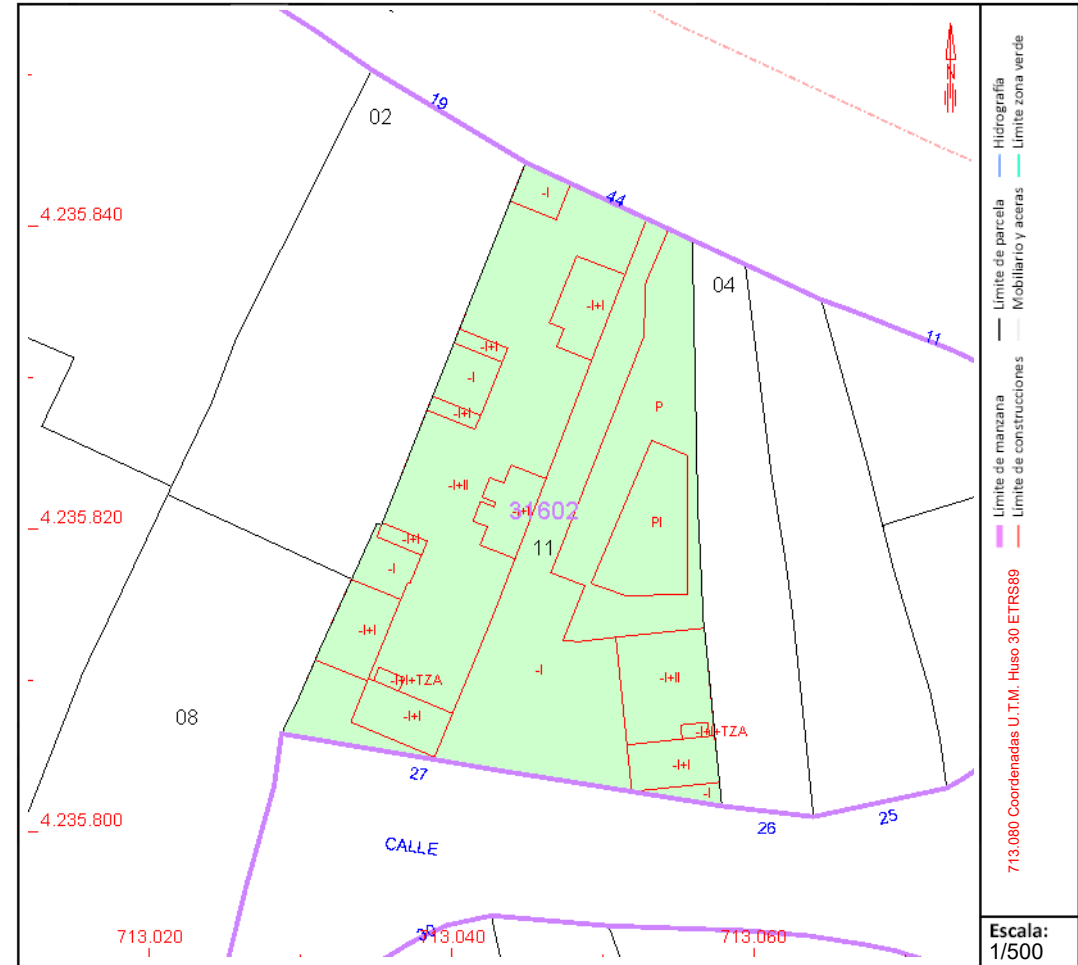 19
02
N
44
-I
4.235.840
04
-I+I
11
-I+I
-I
-I+I
P
-I+II
31602
4.235.820
-I+I
PI
11
-I+I
-I
-I+I
-I
-I+II
-I+I+TZA
-I+I
08
-I+I+TZA
-I+I
27
-I
26
25
4.235.800
CALLE
713.020
713.040
713.060
Hidrografía
Límite zona verde
Límite de parcela
Mobiliario y aceras
Límite de manzana
Límite de construcciones
713.080 Coordenadas U.T.M. Huso 30 ETRS89
Escala:
1/500